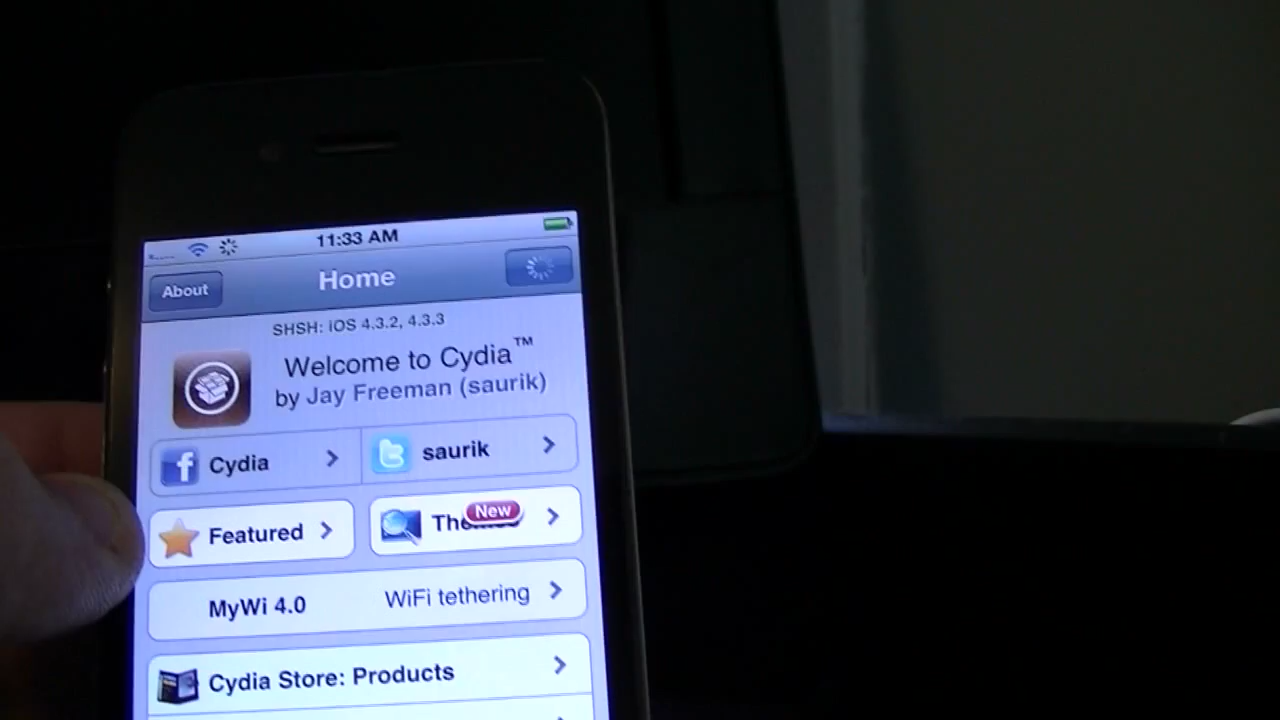 11:33 AM
About
Home
SHSH: iOS 4.3.2, 4.3.3
Welcome to Cydia™
by Jay Freeman (saurik)
Cydia
saurik
Featured
New
MyWi 4.0
WiFi tethering
Cydia Store: Products